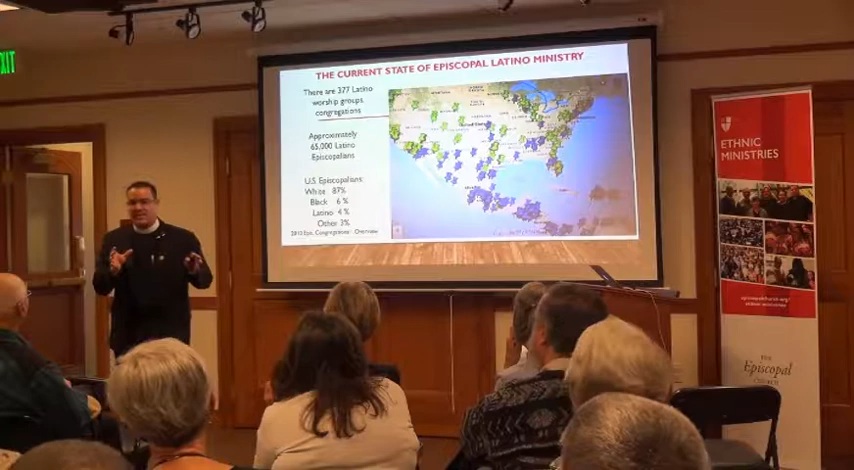 EXIT
THE CURRENT STATE OF EPISCOPAL LATINO MINISTRY
There are 377 Latino
worship groups
congregations
Approximately
65,000 Latino
Episcopalians
U.S Episcopalians
White 87%
Black 6 %
Latino 4 %
Other 3%
ETHNIC
MINISTRIES
THE
Episcopal
CHURCH